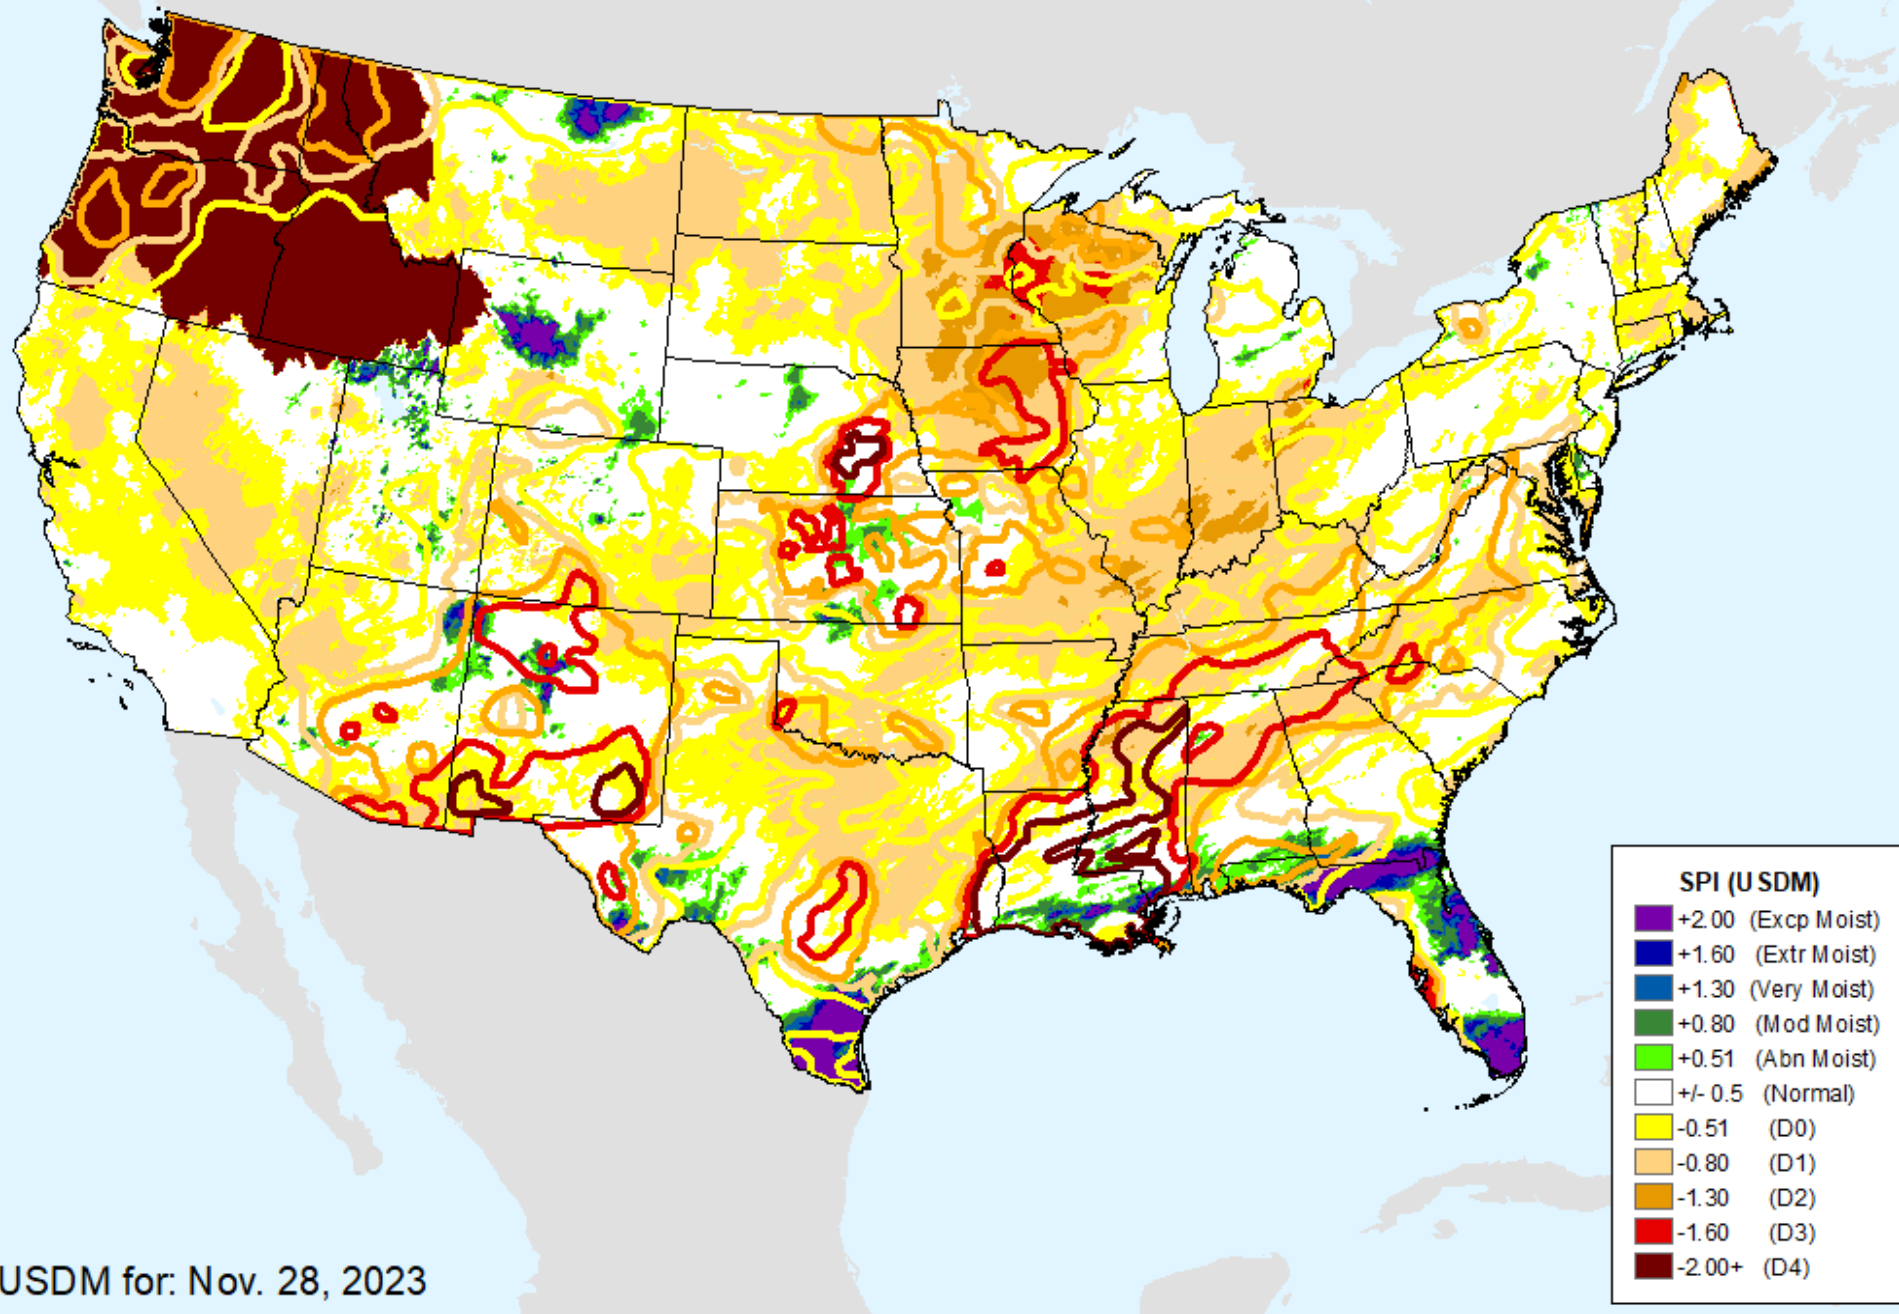 SPI (USDM)
+2.00 (Excp Moist)
+1.60 (Extr Moist)
+1.30 (Very Moist)
+0.80 (Mod Moist)
+0.51 (Abn Moist)
+/- 0.5 (Normal)
-0.51 (D0)
-0.80 (D1)
-1.30 (D2)
-1.60 (D3)
-2.00+ (D4)
USDM for: Nov. 28, 2023